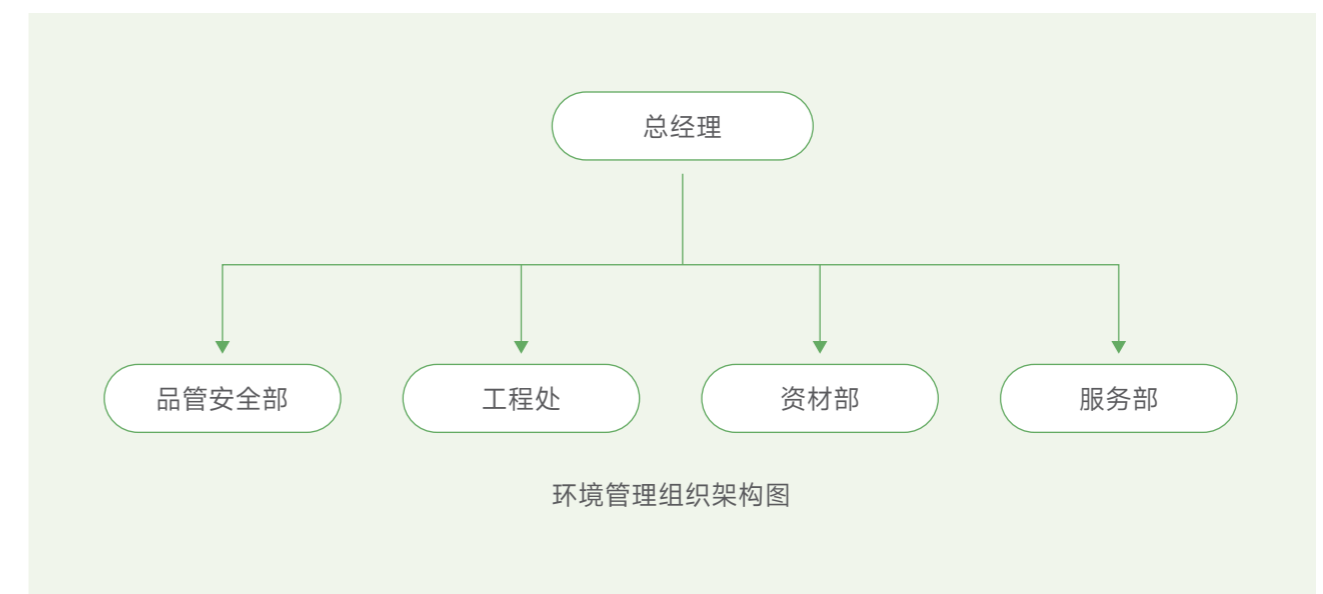 总经理
品管安全部
工程处
资材部
服务部
环境管理组织架构图